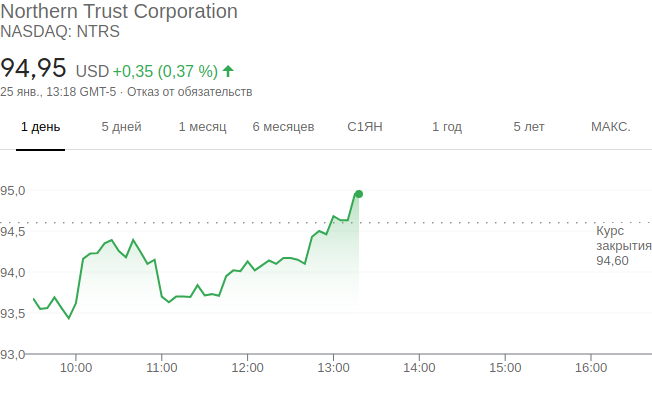 Northern Trust Corporation
NASDAQ: NTRS
94,95 USD +0,35 (0,37 %)
25 янв., 13:18 GMT-5 · Отказ от обязательств
1 день 5 дней 1 месяц 6 месяцев С1ЯН 1 год 5 лет МАКС.
95,0
94,5
Курс
закрытия
94,60
94,0
93,5
93,0
10:00 11:00 12:00 13:00 14:00 15:00 16:00